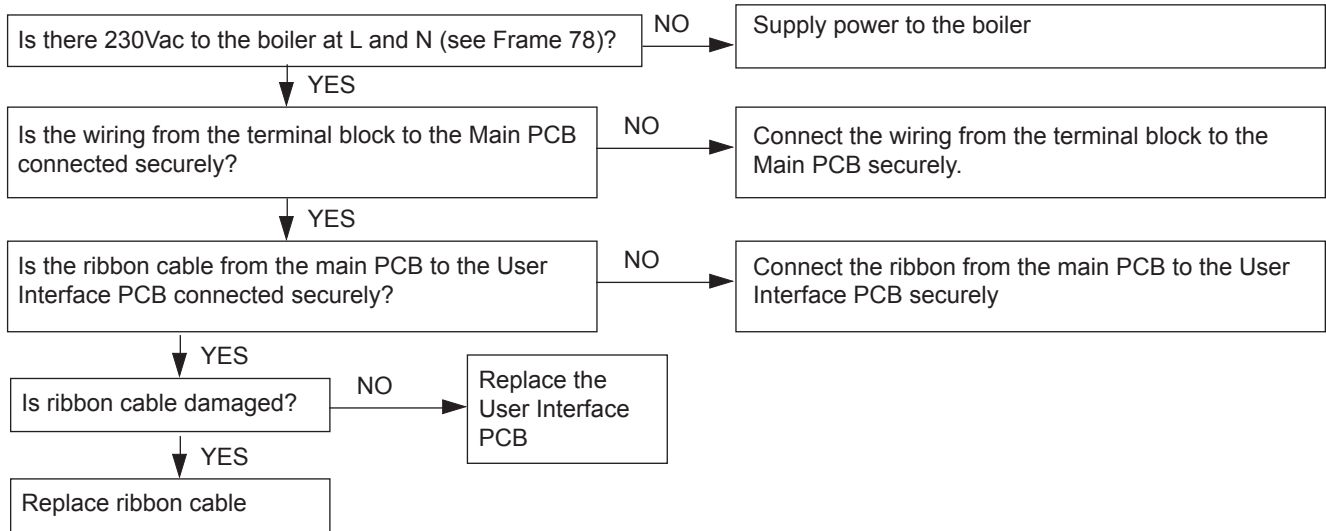 Is there 230Vac to the boiler at L and N (see Frame 78)?
NO
Supply power to the boiler
YES
Is the wiring from the terminal block to the Main PCB
connected securely?
NO
Connect the wiring from the terminal block to the
Main PCB securely.
YES
Is the ribbon cable from the main PCB to the User
Interface PCB connected securely?
NO
Connect the ribbon from the main PCB to the User
Interface PCB securely
YES
Is ribbon cable damaged?
NO
Replace the
User Interface
PCB
YES
Replace ribbon cable